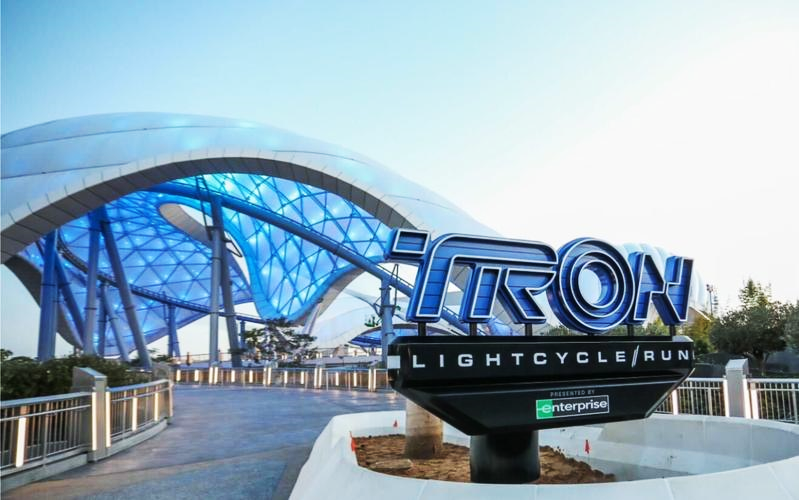 TRON
LIGHTCYCLE/RUN
PRESENTED BY
enterprise